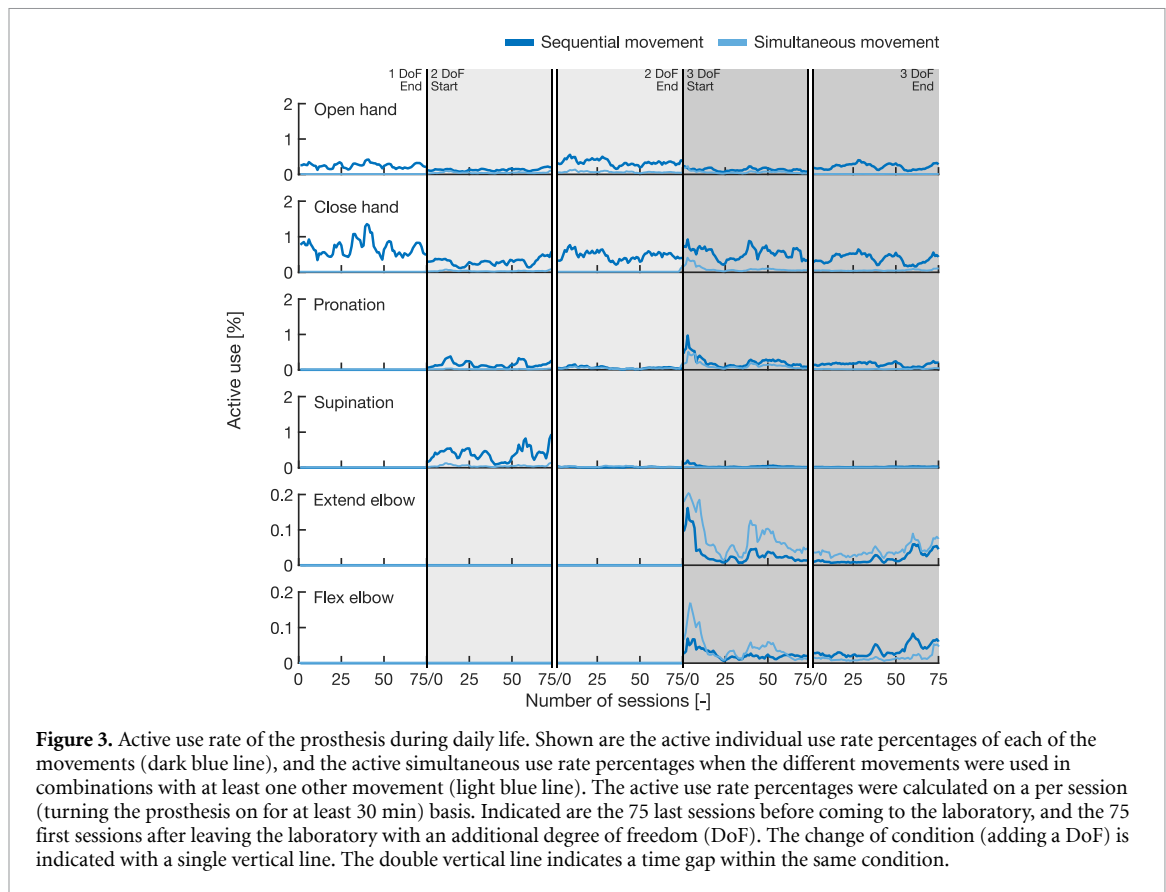 Sequential movement Simultaneous movement
1 DoF 2 DoF 2 DoF 3 DoF 3 DoF
End Start End Start End
2 Open hand
1
0
2 Close hand
1
0
2 Pronation
1
0
2 Supination
1
0
0.2 Extend elbow
0.1
0
0.2 Flex elbow
0.1
0
Active use [%]
0 25 50 75/0 25 50 75/0 25 50 75/0 25 50 75/0 25 50 75
Number of sessions [-]
Figure 3. Active use rate of the prosthesis during daily life. Shown are the active individual use rate percentages of each of the
movements (dark blue line), and the active simultaneous use rate percentages when the different movements were used in
combinations with at least one other movement (light blue line). The active use rate percentages were calculated on a per session
(turning the prosthesis on for at least 30 min) basis. Indicated are the 75 last sessions before coming to the laboratory, and the 75
first sessions after leaving the laboratory with an additional degree of freedom (DoF). The change of condition (adding a DoF) is
indicated with a single vertical line. The double vertical line indicates a time gap within the same condition.